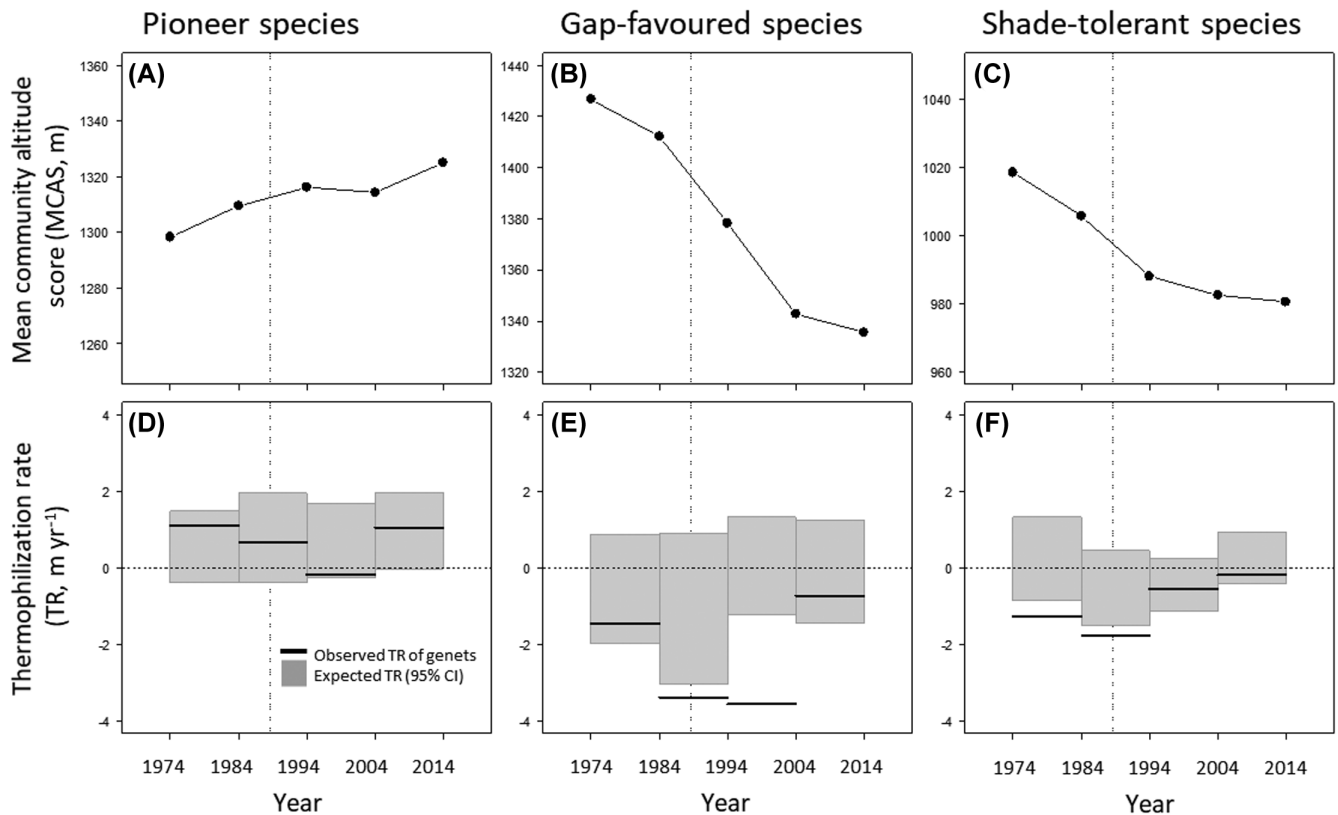 Pioneer species
Gap-favoured species
Shade-tolerant species
Mean community altitude
score (MCAS, m)
(A)
1360
1340
1320
1300
1280
1260
(B)
1440
1420
1400
1380
1360
1340
1320
(C)
1040
1020
1000
980
960
Thermophilization rate
(TR, m yr-1)
(D)
4
2
0
-2
-4
Observed TR of genets
Expected TR (95% CI)
(E)
4
2
0
-2
-4
(F)
4
2
0
-2
-4
1974 1984 1994 2004 2014
1974 1984 1994 2004 2014
1974 1984 1994 2004 2014
Year
Year
Year